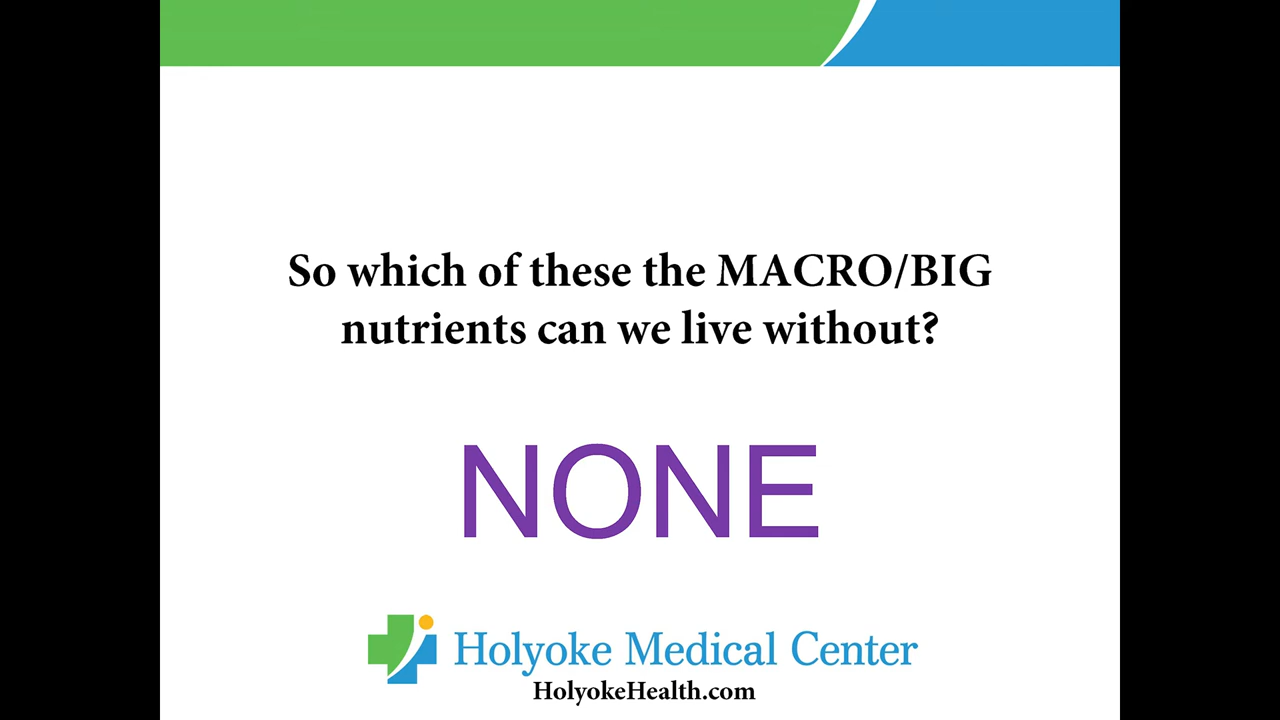 So which of these the MACRO/BIG
nutrients can we live without?
NONE
Holyoke Medical Center
HolyokeHealth.com